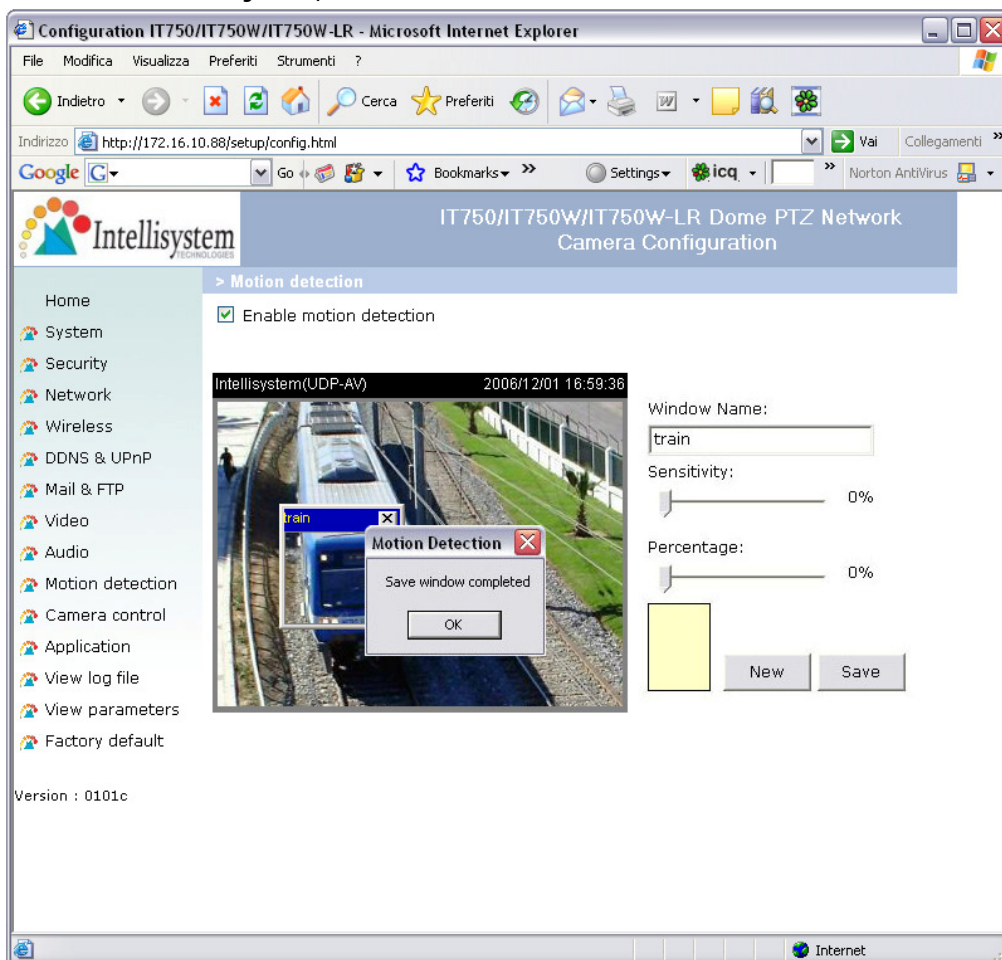 Configuration IT750/IT750W/IT750W-LR - Microsoft Internet Explorer
File Modifica Visualizza Preferiti Strumenti ?
Indietro Cerca Preferiti
Indirizzo http://172.16.10.88/setup/config.html Vai Collegamenti »
Google G Go Bookmarks » Settings icq » Norton AntiVirus
Intellisystem
TECHNOLOGIES
IT750/IT750W/IT750W-LR Dome PTZ Network
Camera Configuration
> Motion detection
Home
System
Security
Network
Wireless
DDNS & UPnP
Mail & FTP
Video
Audio
Motion detection
Camera control
Application
View log file
View parameters
Factory default
Version : 0101c
Enable motion detection
Intellisystem(UDP-AV) 2006/12/01 16:59:36
train
Motion Detection
Save window completed
OK
Window Name:
train
Sensitivity:
0%
Percentage:
0%
New Save
Internet